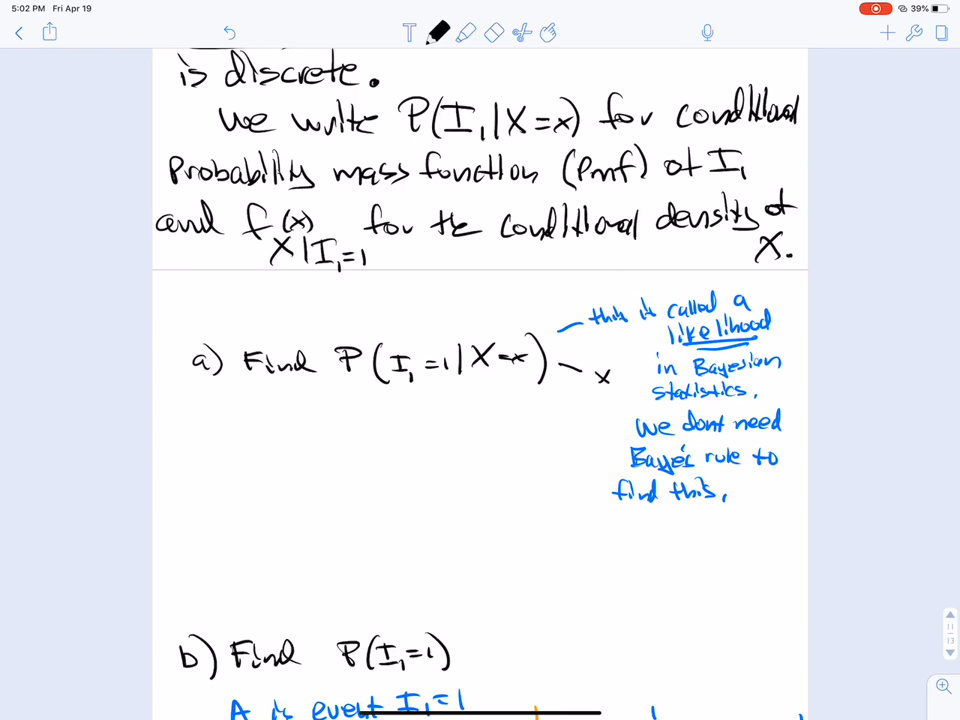 5:02 PM Fri Apr 19
39%
is discrete.
We write P(I₁|X=x) for conditional
Probability mass function (Pmf) of I₁
and f(x) for the conditional density of
X|I₁=1 X.
a) Find P(I₁=1|X=x) — x
— this is called a
likelihood
in Bayesian
statistics.
We dont need
Bayes' rule to
find this.
b) Find P(I₁=1)
A is event I₁=1